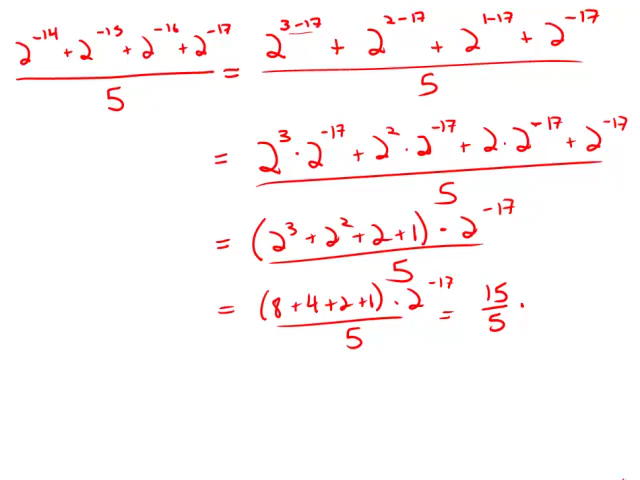 (2^{-14} + 2^{-15} + 2^{-16} + 2^{-17})/5 = (2^{3-17} + 2^{2-17} + 2^{1-17} + 2^{-17})/5
= (2^3 · 2^{-17} + 2^2 · 2^{-17} + 2 · 2^{-17} + 2^{-17})/5
= ((2^3 + 2^2 + 2 + 1) · 2^{-17})/5
= ((8 + 4 + 2 + 1) · 2^{-17})/5 = 15/5 ·